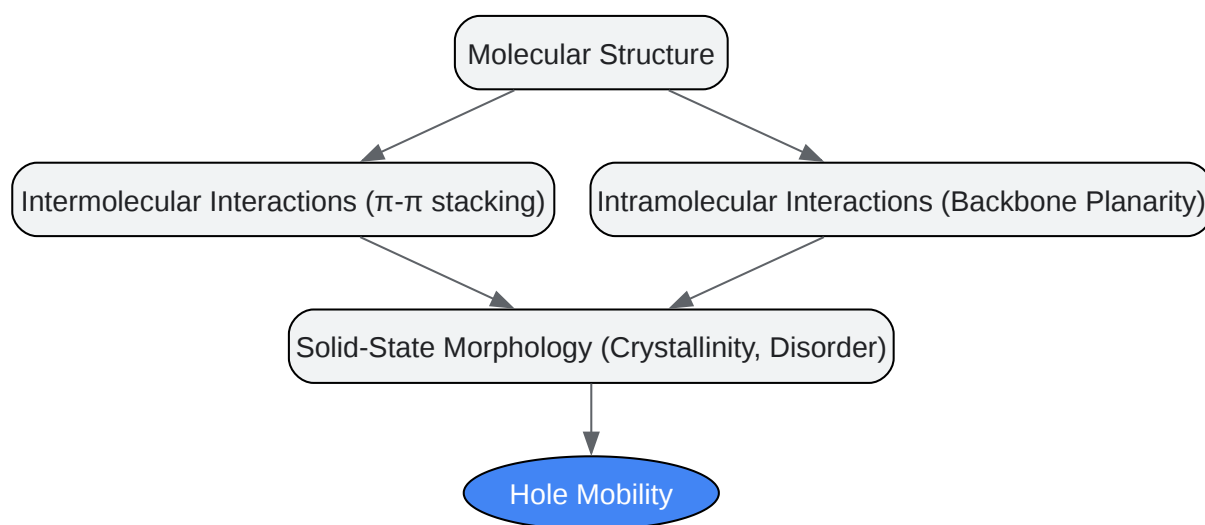 Molecular Structure
Intermolecular Interactions (π-π stacking)
Intramolecular Interactions (Backbone Planarity)
Solid-State Morphology (Crystallinity, Disorder)
Hole Mobility